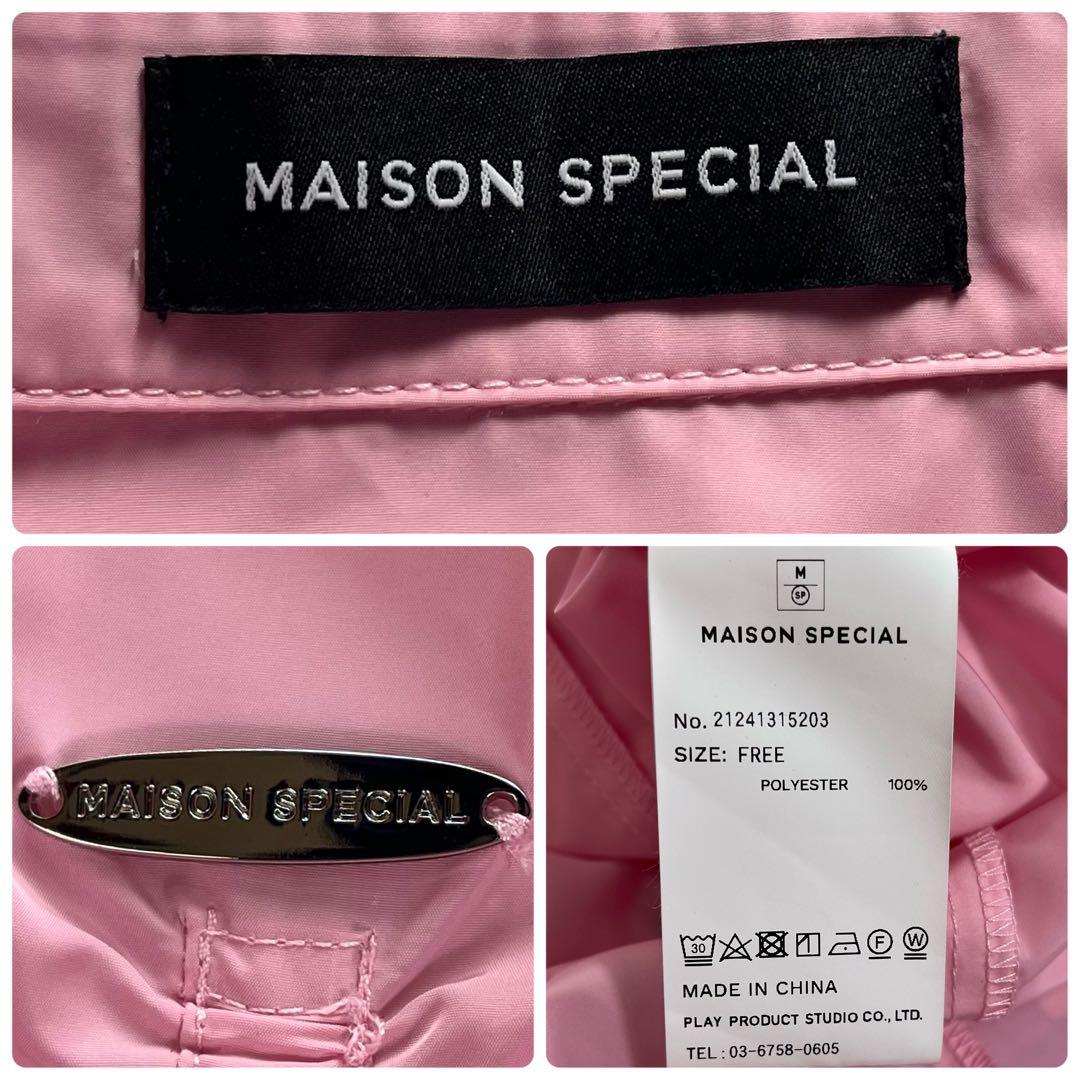 MAISON SPECIAL
MAISON SPECIAL
M
SP
MAISON SPECIAL
No. 21241315203
SIZE: FREE
POLYESTER 100%
30 F W
MADE IN CHINA
PLAY PRODUCT STUDIO CO., LTD.
TEL : 03-6758-0605